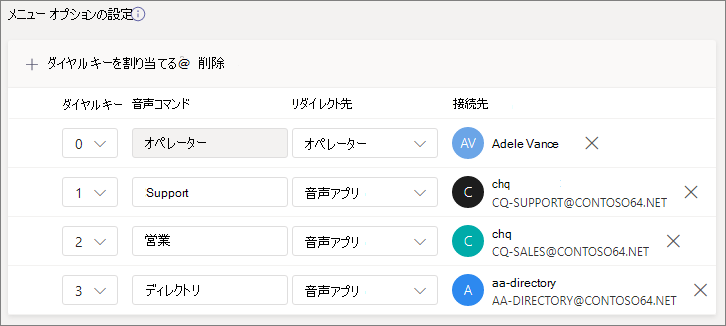 メニュー オプションの設定
+ ダイヤル キーを割り当てる@ 削除
ダイヤル キー 音声コマンド リダイレクト先 接続先
0 オペレーター オペレーター AV Adele Vance
1 Support 音声アプリ C chq
CQ-SUPPORT@CONTOSO64.NET
2 営業 音声アプリ C chq
CQ-SALES@CONTOSO64.NET
3 ディレクトリ 音声アプリ A aa-directory
AA-DIRECTORY@CONTOSO64.NET